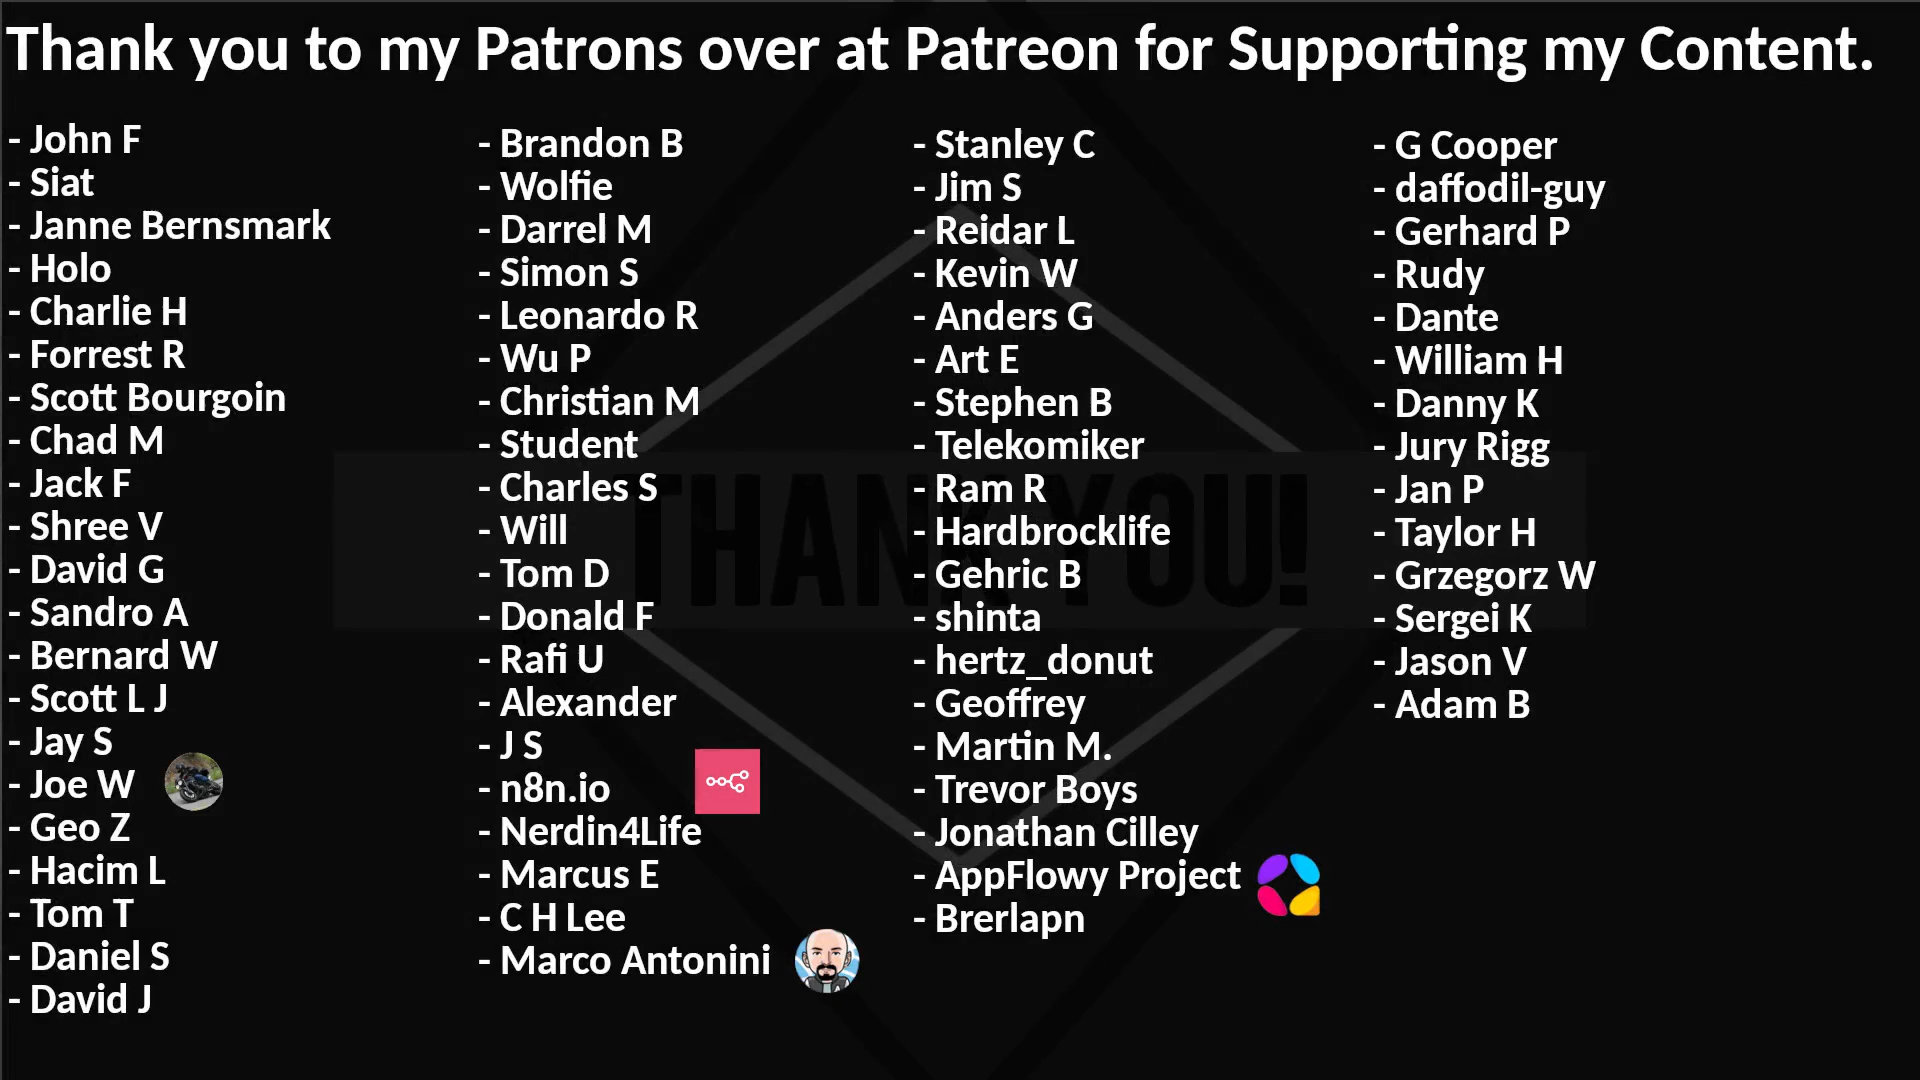 Thank you to my Patrons over at Patreon for Supporting my Content.
- John F
- Siat
- Janne Bernsmark
- Holo
- Charlie H
- Forrest R
- Scott Bourgoin
- Chad M
- Jack F
- Shree V
- David G
- Sandro A
- Bernard W
- Scott L J
- Jay S
- Joe W
- Geo Z
- Hacim L
- Tom T
- Daniel S
- David J
- Brandon B
- Wolfie
- Darrel M
- Simon S
- Leonardo R
- Wu P
- Christian M
- Student
- Charles S
- Will
- Tom D
- Donald F
- Rafi U
- Alexander
- J S
- n8n.io
- Nerdin4Life
- Marcus E
- C H Lee
- Marco Antonini
- Stanley C
- Jim S
- Reidar L
- Kevin W
- Anders G
- Art E
- Stephen B
- Telekomiker
- Ram R
- Hardbrocklife
- Gehric B
- shinta
- hertz_donut
- Geoffrey
- Martin M.
- Trevor Boys
- Jonathan Cilley
- AppFlowy Project
- Brerlapn
- G Cooper
- daffodil-guy
- Gerhard P
- Rudy
- Dante
- William H
- Danny K
- Jury Rigg
- Jan P
- Taylor H
- Grzegorz W
- Sergei K
- Jason V
- Adam B
THANK YOU!